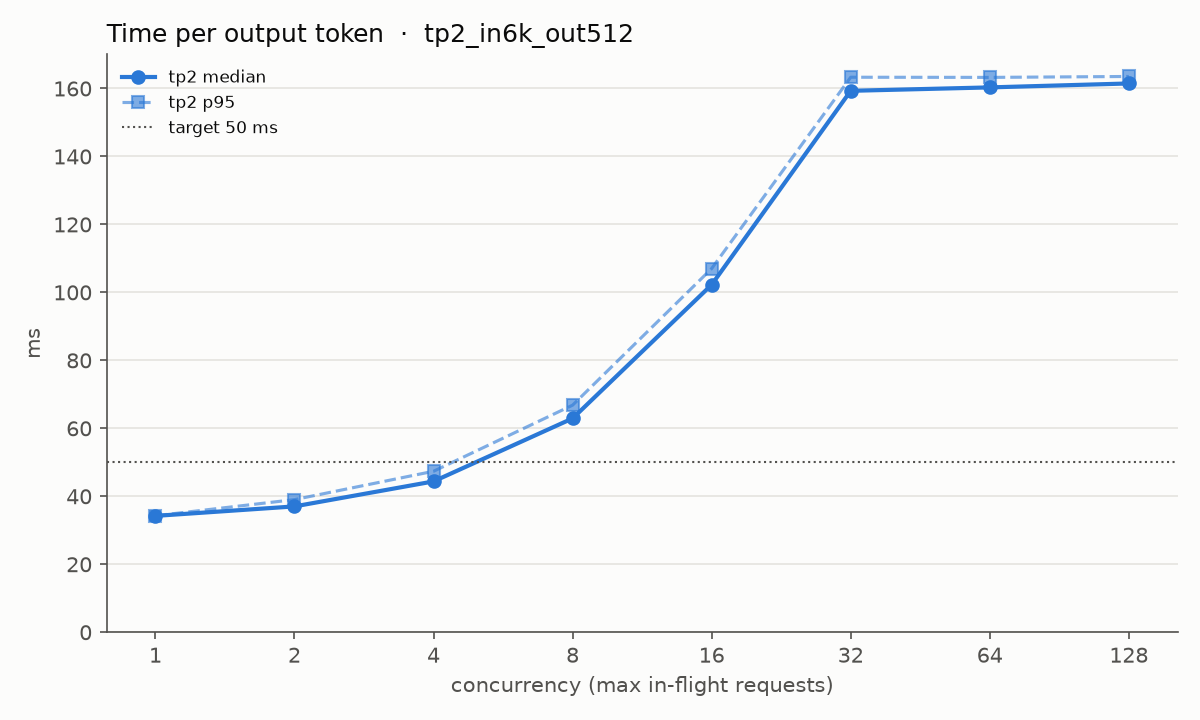 Time per output token · tp2_in6k_out512
tp2 median
tp2 p95
target 50 ms
160
140
120
100
80
60
40
20
0
ms
1 2 4 8 16 32 64 128
concurrency (max in-flight requests)